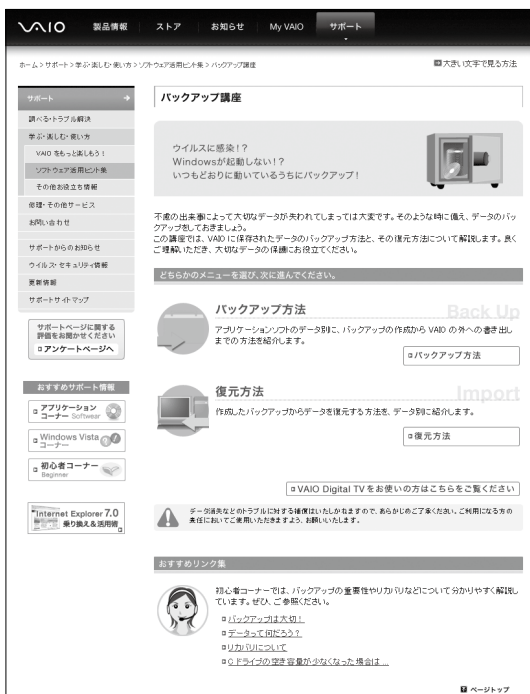 VAIO 製品情報 ストア お知らせ My VAIO サポート
ホーム > サポート > 学ぶ・楽しむ・使い方 > ソフトウェア活用ヒント集 > バックアップ講座
大きい文字で見る方法
サポート
調べる・トラブル解決
学ぶ・楽しむ・使い方
VAIO をもっと楽しもう!
ソフトウェア活用ヒント集
その他お役立ち情報
修理・その他サービス
お問い合わせ
サポートからのお知らせ
ウイルス・セキュリティ情報
更新情報
サポートサイトマップ
サポートページに関する
評価をお聞かせください
アンケートページへ
おすすめサポート情報
アプリケーション
コーナー Softwear
Windows Vista
コーナー
初心者コーナー
Beginner
Internet Explorer 7.0
乗り換え&活用術
バックアップ講座
ウイルスに感染!?
Windowsが起動しない!?
いつもどおりに動いているうちにバックアップ!
不慮の出来事によって大切なデータが失われてしまっては大変です。そのような時に備え、データのバッ
クアップをしておきましょう。
この講座では、VAIO に保存されたデータのバックアップ方法と、その復元方法について解説します。良く
ご理解いただき、大切なデータの保護にお役立てください。
どちらかのメニューを選び、次に進んでください。
バックアップ方法
Back Up
アプリケーションソフトのデータ別に、バックアップの作成から VAIO の外への書き出し
までの方法を紹介します。
バックアップ方法
復元方法
Import
作成したバックアップからデータを復元する方法を、データ別に紹介します。
復元方法
VAIO Digital TV をお使いの方はこちらをご覧ください
データ消失などのトラブルに対する補償はいたしかねますので、あらかじめご了承ください。ご利用になる方の
責任においてご使用いただきますよう、お願いいたします。
おすすめリンク集
初心者コーナーでは、バックアップの重要性やリカバリなどについて分かりやすく解説し
ています。ぜひ、ご参照ください。
バックアップは大切!
データって何だろう?
リカバリについて
C ドライブの空き容量が少なくなった場合は ...
ページトップ